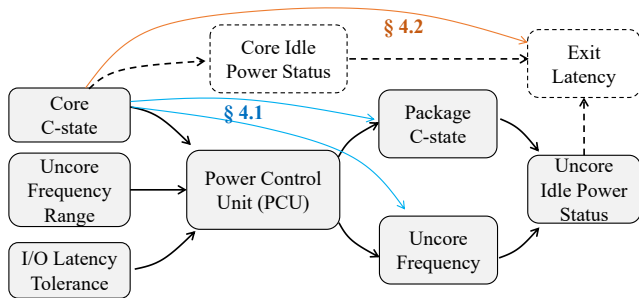 § 4.2
Core Idle
Power Status
Exit
Latency
Core
C-state
§ 4.1
Package
C-state
Uncore
Frequency
Range
Power Control
Unit (PCU)
Uncore
Idle Power
Status
I/O Latency
Tolerance
Uncore
Frequency